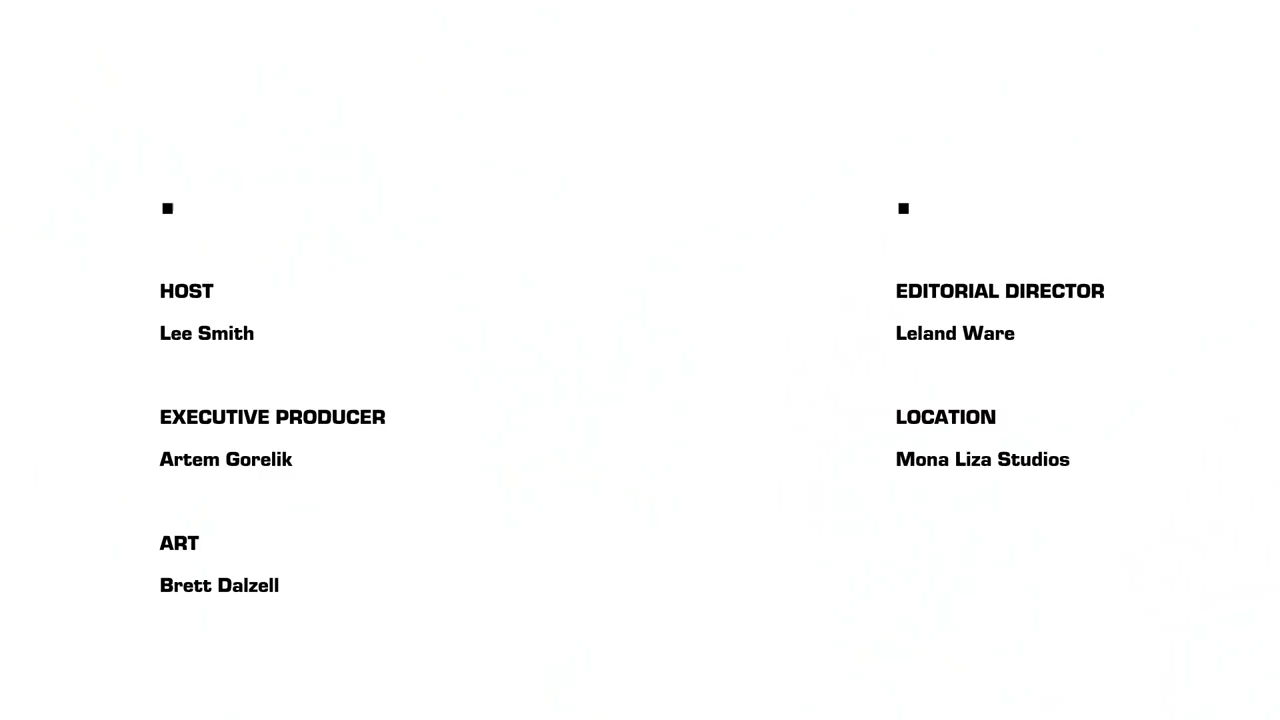 HOST
Lee Smith
EXECUTIVE PRODUCER
Artem Gorelik
ART
Brett Dalzell
EDITORIAL DIRECTOR
Leland Ware
LOCATION
Mona Liza Studios